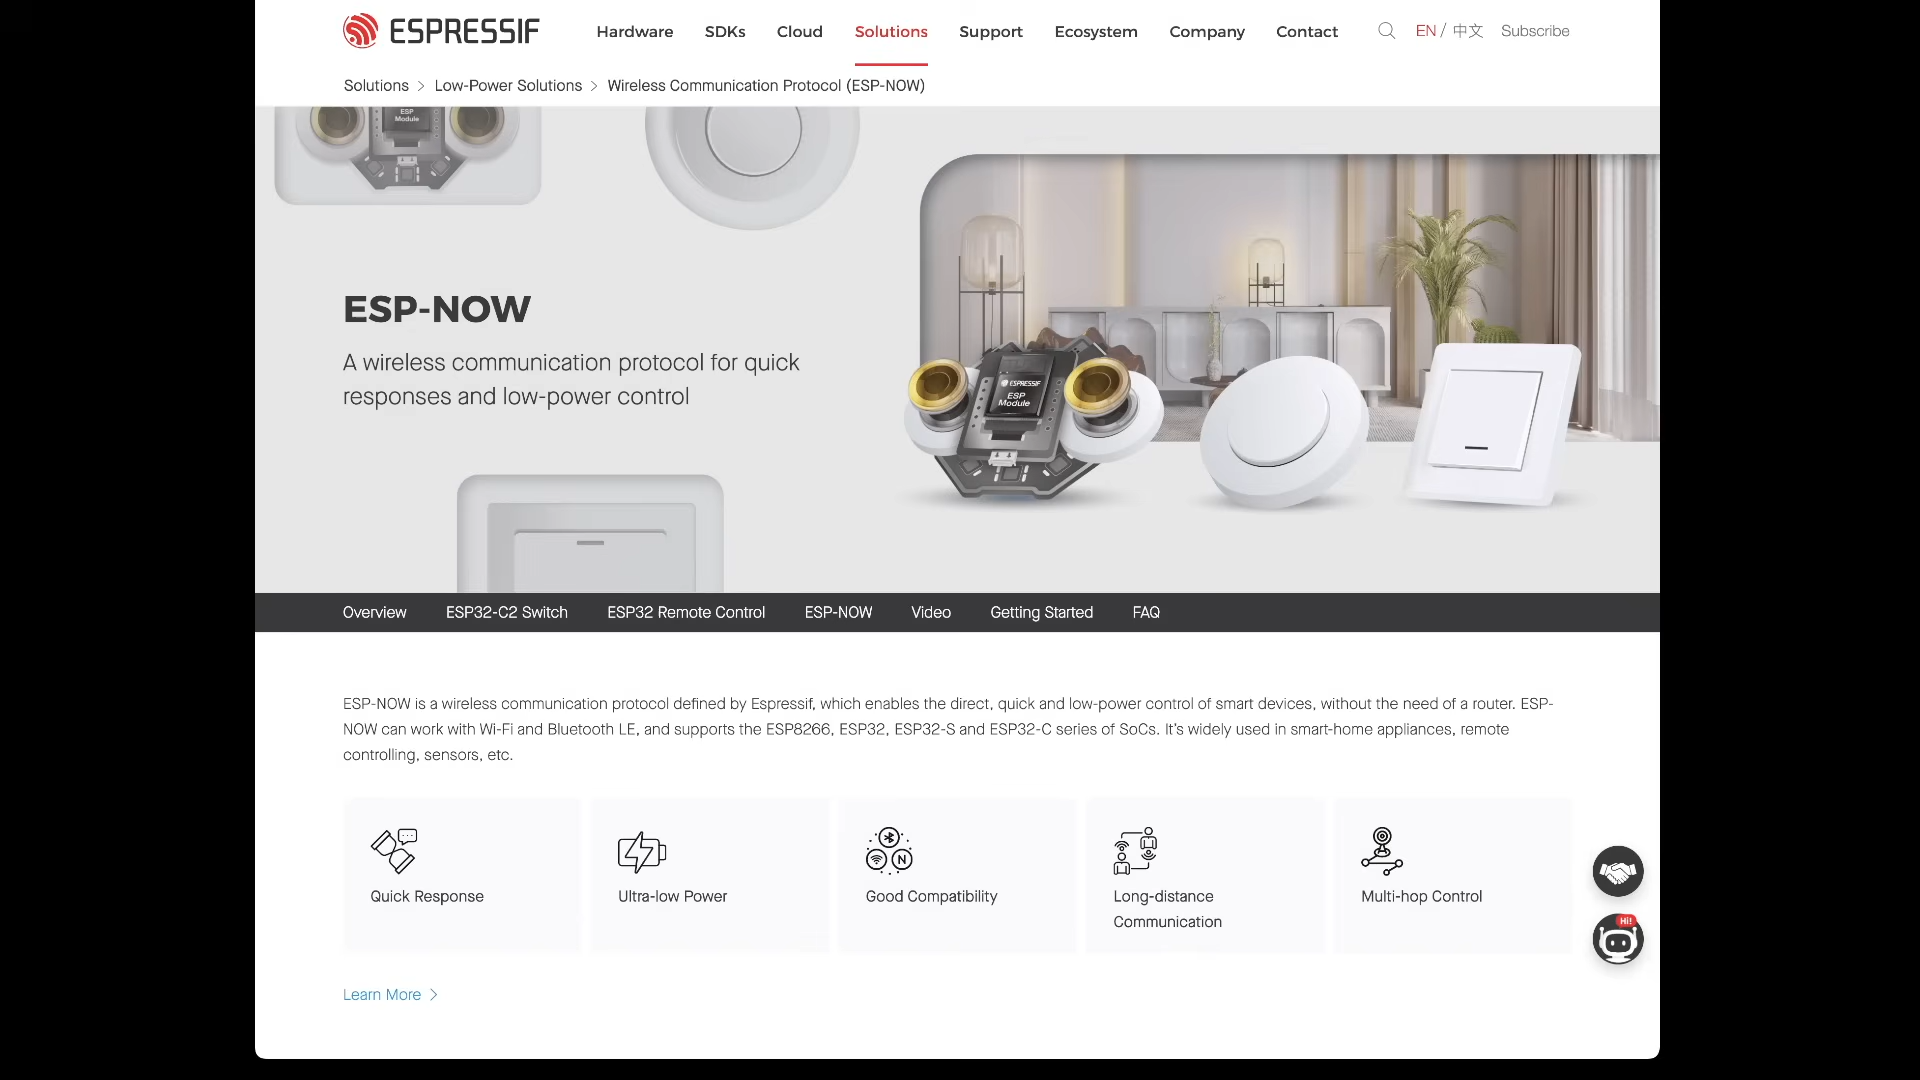 ESPRESSIF
Hardware
SDKs
Cloud
Solutions
Support
Ecosystem
Company
Contact
EN / 中文
Subscribe
Solutions > Low-Power Solutions > Wireless Communication Protocol (ESP-NOW)
ESP
Module
ESP-NOW
A wireless communication protocol for quick
responses and low-power control
ESPRESSIF
ESP
Module
Overview
ESP32-C2 Switch
ESP32 Remote Control
ESP-NOW
Video
Getting Started
FAQ
ESP-NOW is a wireless communication protocol defined by Espressif, which enables the direct, quick and low-power control of smart devices, without the need of a router. ESP-
NOW can work with Wi-Fi and Bluetooth LE, and supports the ESP8266, ESP32, ESP32-S and ESP32-C series of SoCs. It's widely used in smart-home appliances, remote
controlling, sensors, etc.
N
Quick Response
Ultra-low Power
Good Compatibility
Long-distance
Communication
Multi-hop Control
Hi!
Learn More >